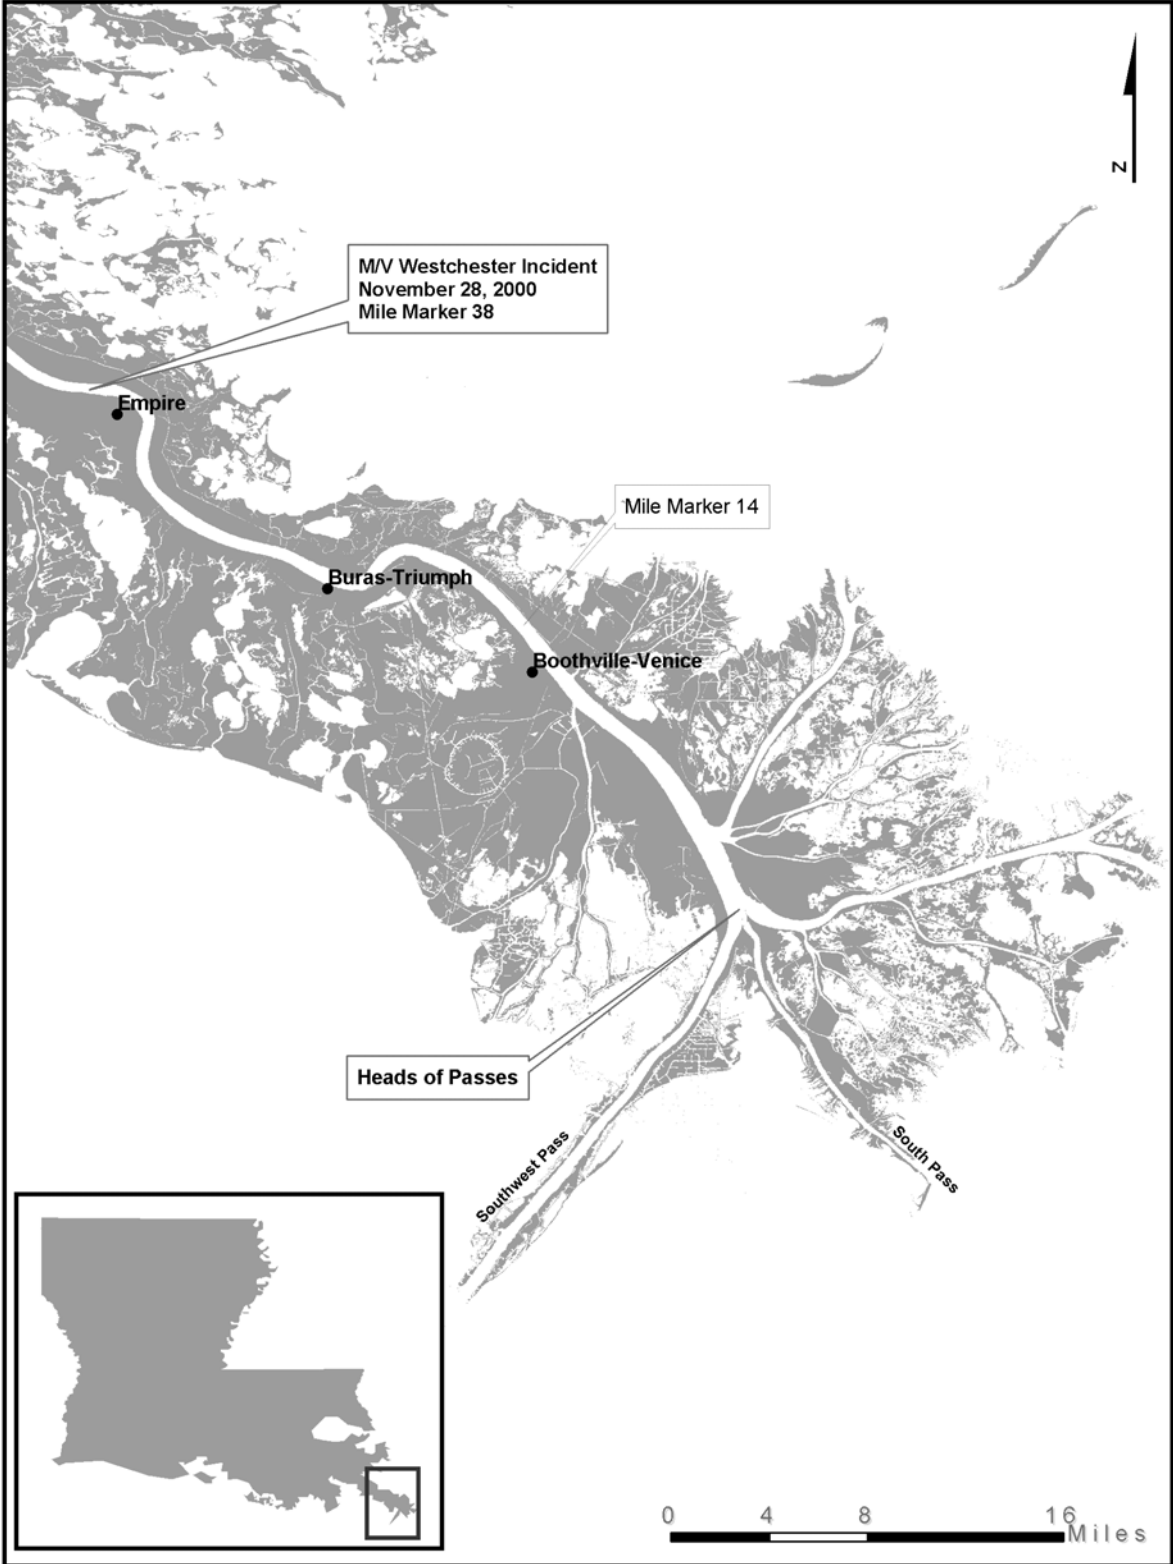 N
M/V Westchester Incident
November 28, 2000
Mile Marker 38
Empire
Mile Marker 14
Buras-Triumph
Boothville-Venice
Heads of Passes
Southwest Pass
South Pass
0 4 8 16
Miles